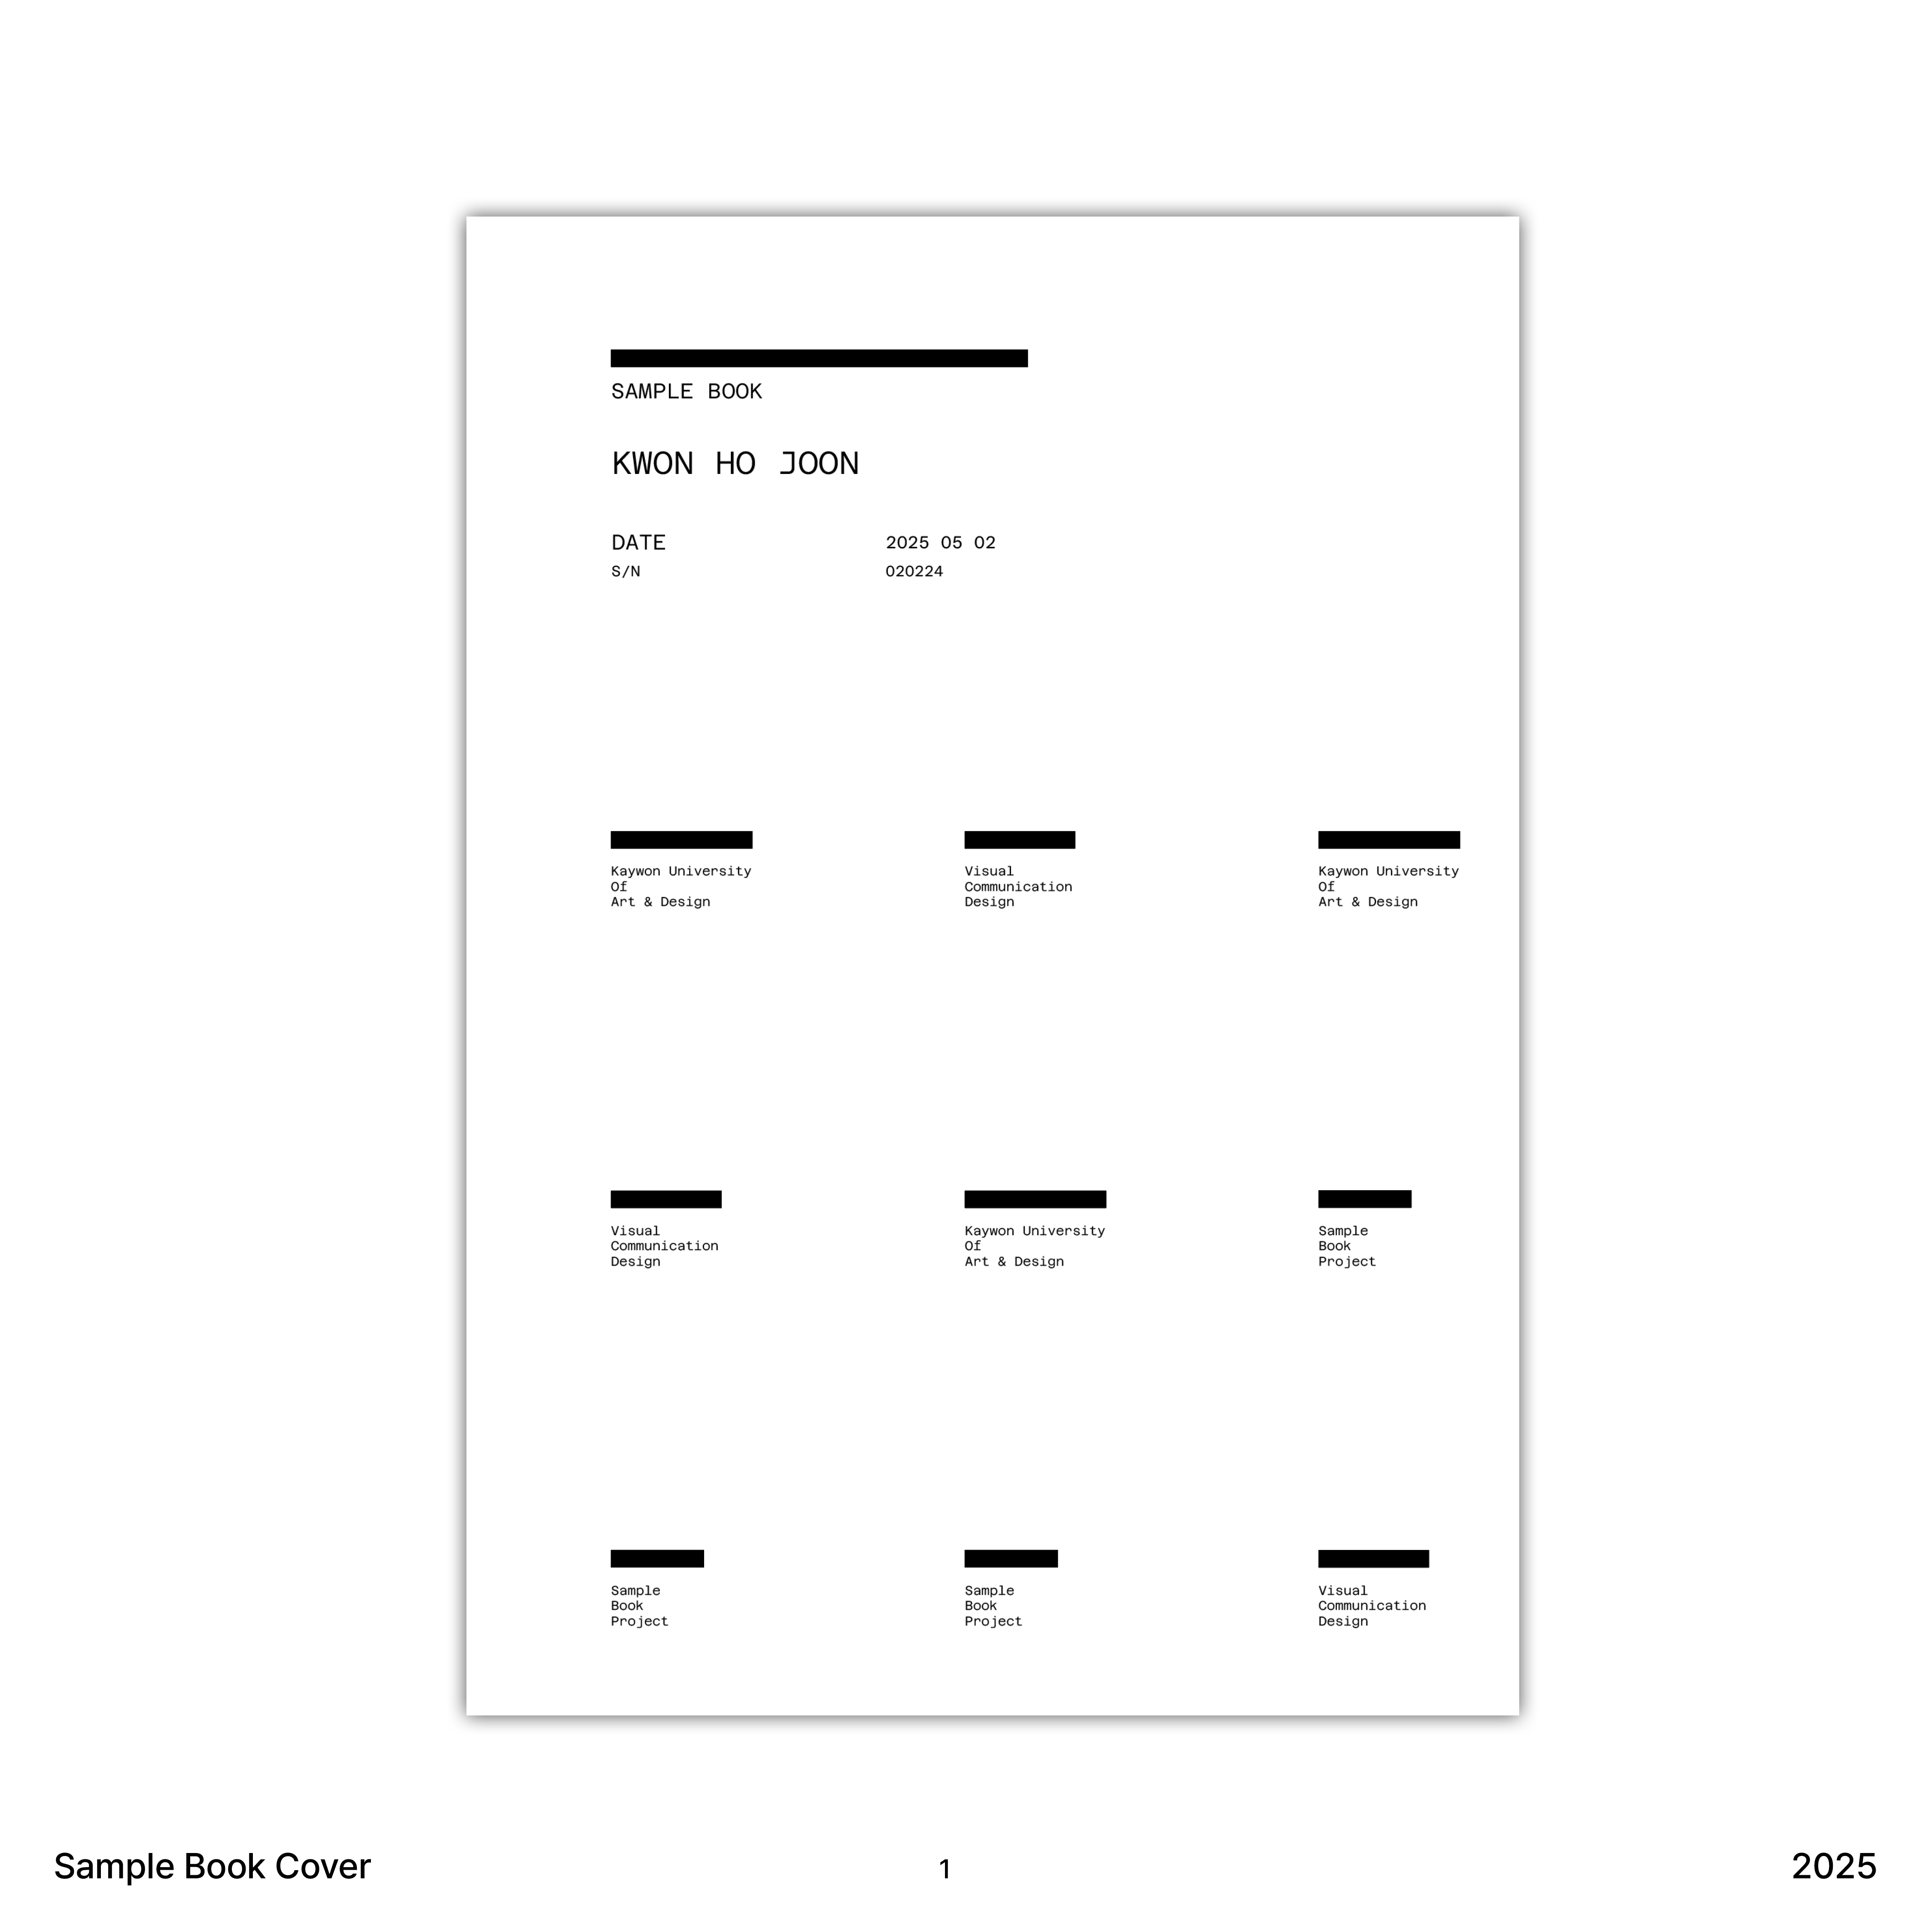 SAMPLE BOOK
KWON HO JOON
DATE 2025 05 02
S/N 020224
Kaywon University
Of
Art & Design
Visual
Communication
Design
Kaywon University
Of
Art & Design
Visual
Communication
Design
Kaywon University
Of
Art & Design
Sample
Book
Project
Sample
Book
Project
Sample
Book
Project
Visual
Communication
Design
Sample Book Cover
1
2025